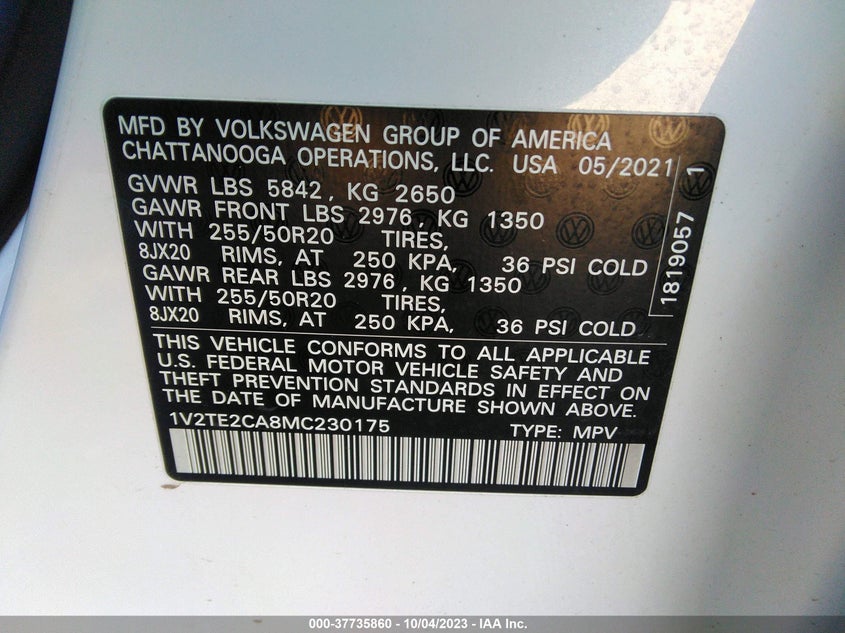 MFD BY VOLKSWAGEN GROUP OF AMERICA
CHATTANOOGA OPERATIONS, LLC. USA 05/2021
GVWR LBS 5842, KG 2650
GAWR FRONT LBS 2976, KG 1350
WITH 255/50R20 TIRES,
8JX20 RIMS, AT 250 KPA, 36 PSI COLD
GAWR REAR LBS 2976, KG 1350
WITH 255/50R20 TIRES,
8JX20 RIMS, AT 250 KPA, 36 PSI COLD
1819057 1
THIS VEHICLE CONFORMS TO ALL APPLICABLE
U.S. FEDERAL MOTOR VEHICLE SAFETY AND
THEFT PREVENTION STANDARDS IN EFFECT ON
THE DATE OF MANUFACTURE SHOWN ABOVE.
1V2TE2CA8MC230175 TYPE: MPV
000-37735860 - 10/04/2023 - IAA Inc.